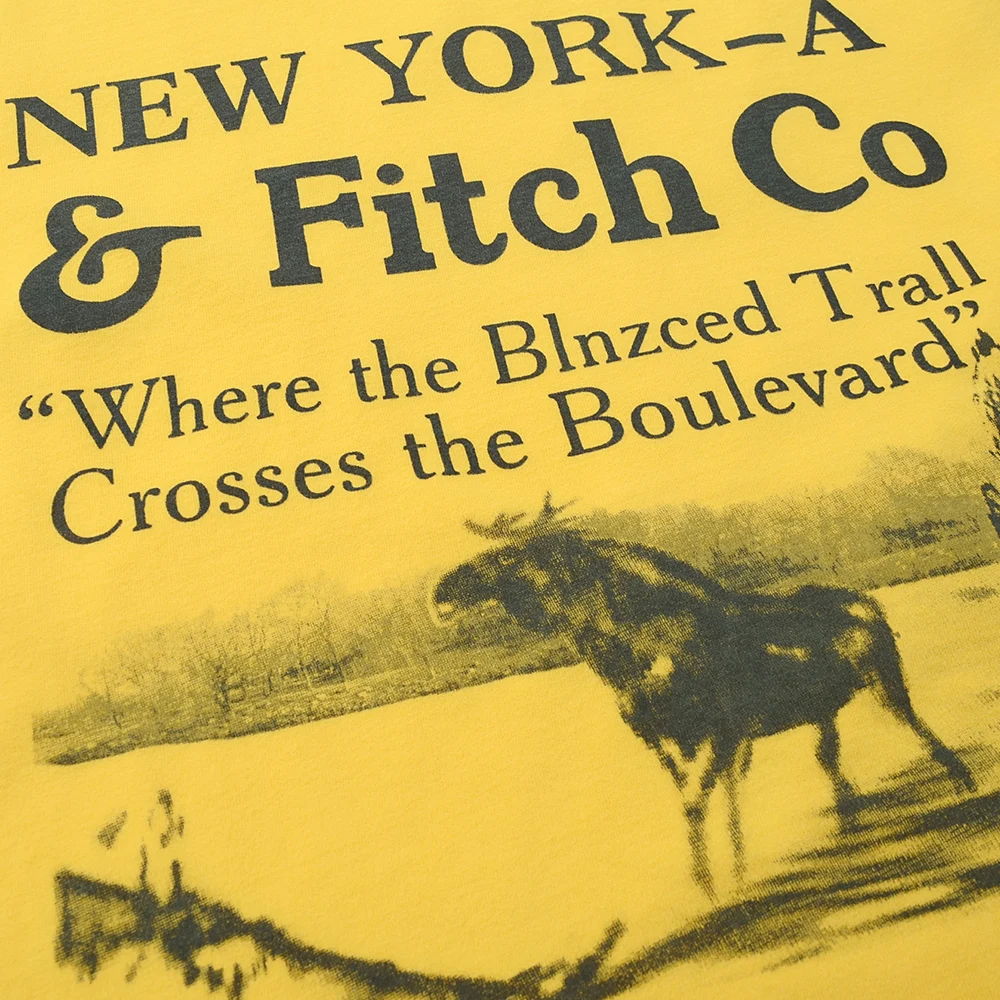 NEW YORK–A
& Fitch Co
“Where the Blnzced Trall
Crosses the Boulevard”